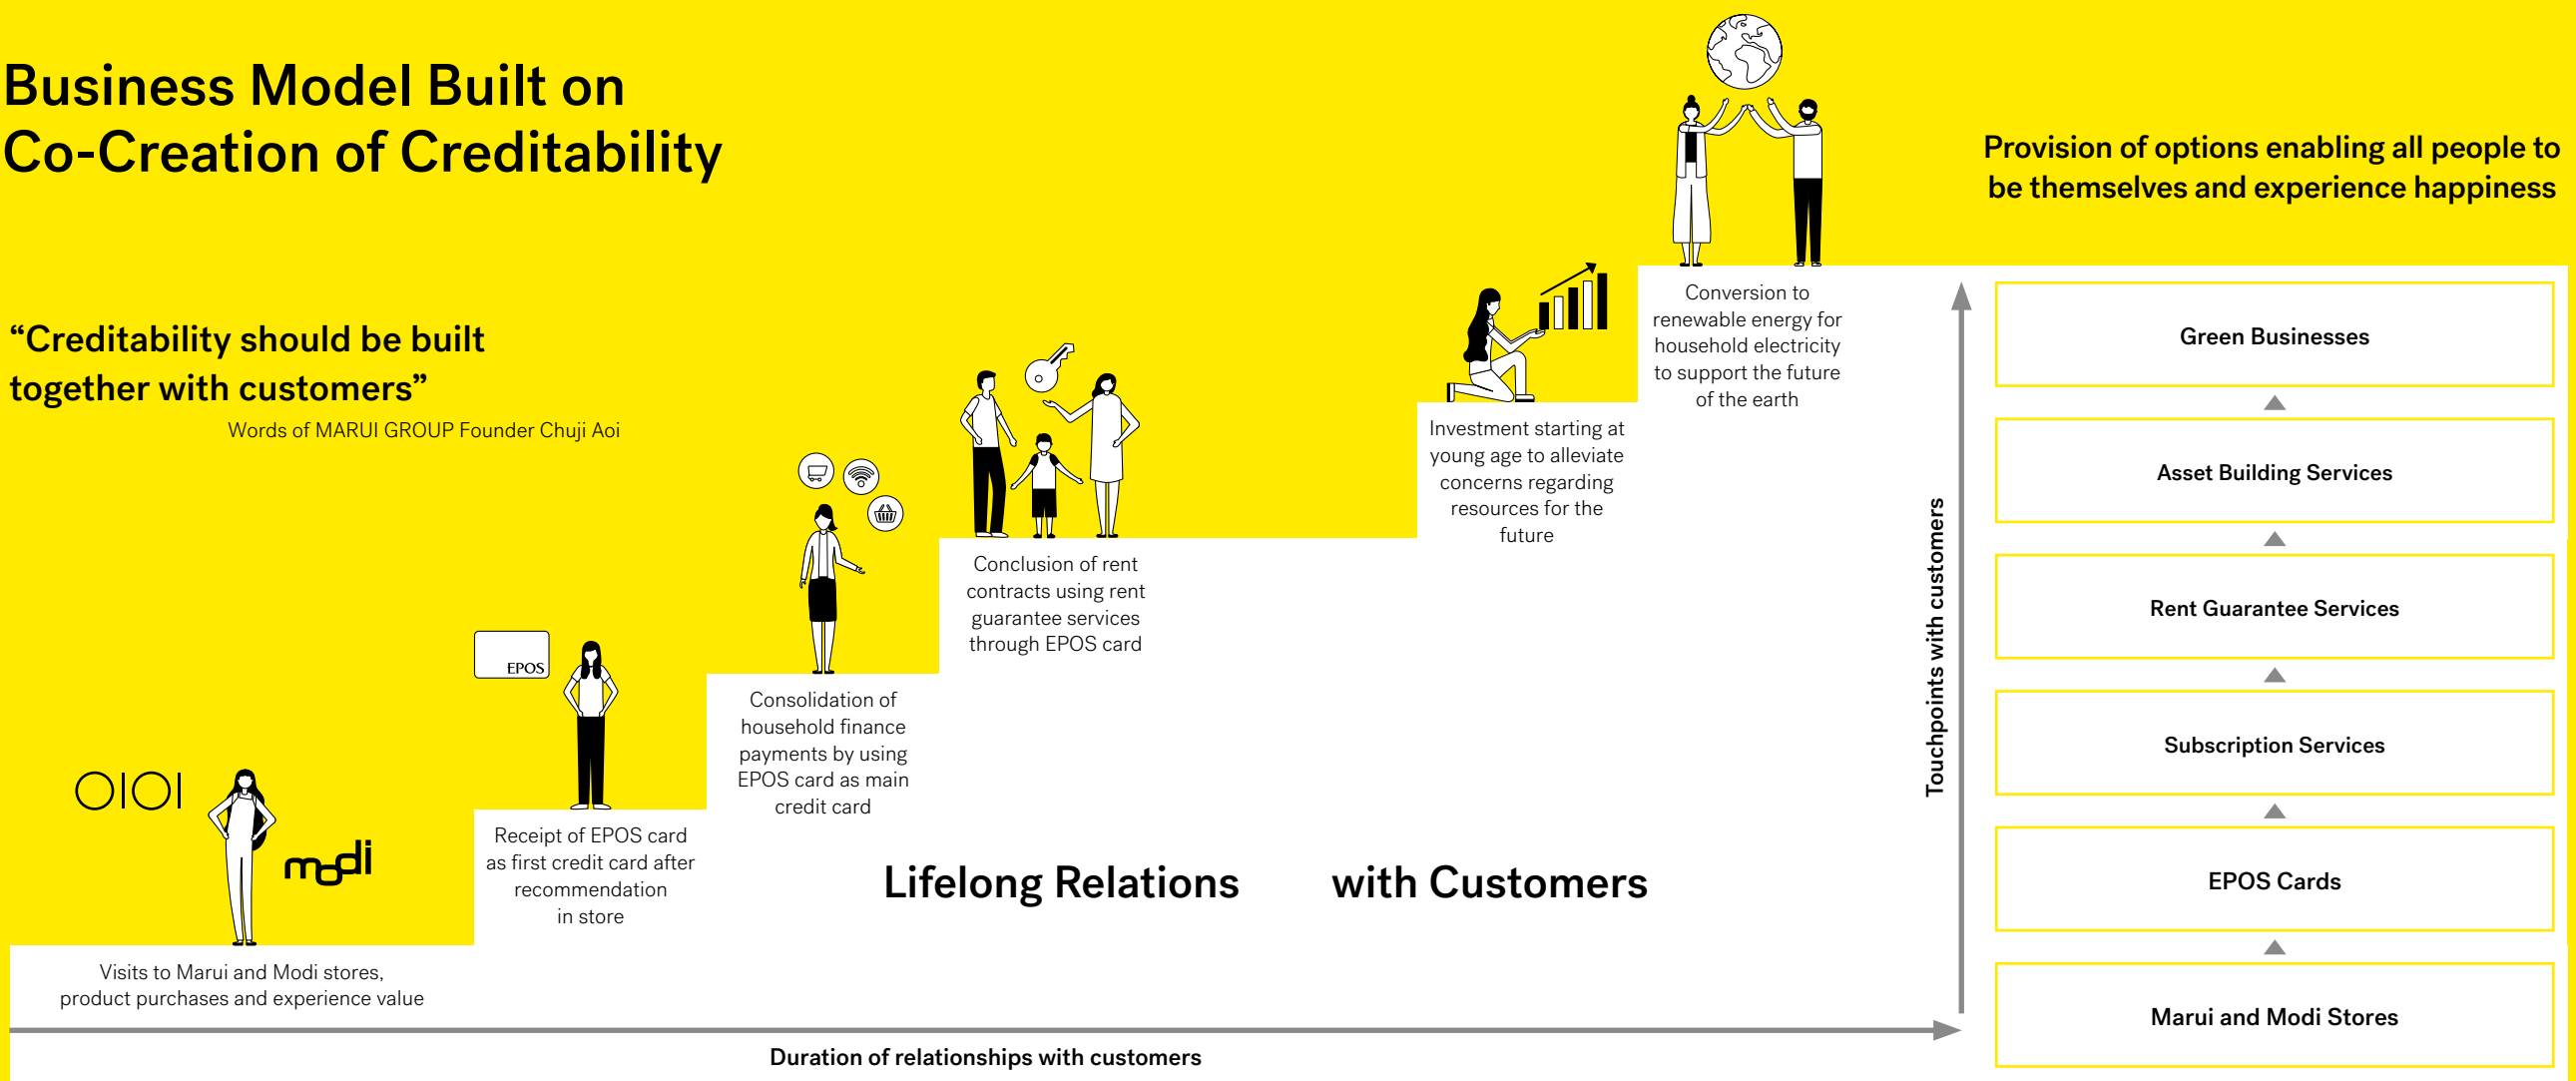 Business Model Built on
Co-Creation of Creditability
“Creditability should be built
together with customers”
Words of MARUI GROUP Founder Chuji Aoi
OIOI
modi
Visits to Marui and Modi stores,
product purchases and experience value
EPOS
Receipt of EPOS card
as first credit card after
recommendation
in store
Consolidation of
household finance
payments by using
EPOS card as main
credit card
Conclusion of rent
contracts using rent
guarantee services
through EPOS card
Investment starting at
young age to alleviate
concerns regarding
resources for the
future
Conversion to
renewable energy for
household electricity
to support the future
of the earth
Lifelong Relations with Customers
Duration of relationships with customers
Touchpoints with customers
Provision of options enabling all people to
be themselves and experience happiness
Green Businesses
Asset Building Services
Rent Guarantee Services
Subscription Services
EPOS Cards
Marui and Modi Stores